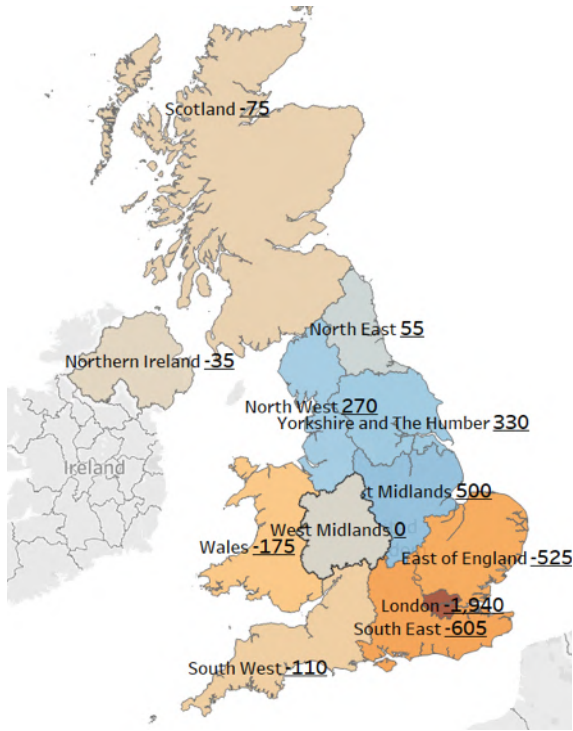 Scotland -75
North East 55
Northern Ireland -35
North West 270
Yorkshire and The Humber 330
Ireland
t Midlands 500
West Midlands 0
Wales -175
East of England -525
London -1,940
South East -605
South West -110